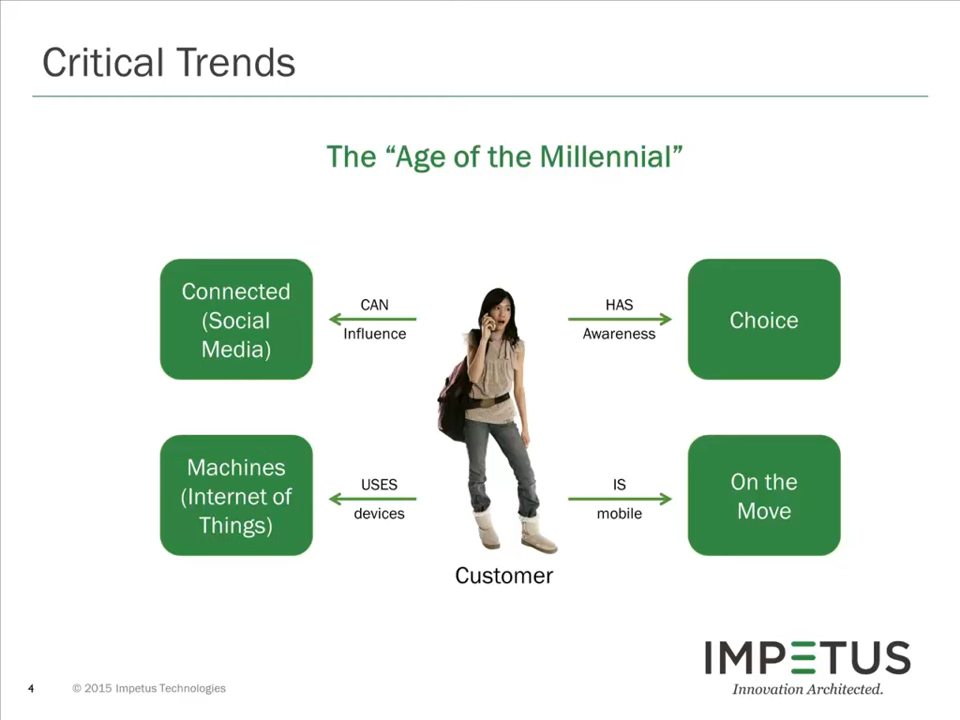 Critical Trends
The “Age of the Millennial”
Connected
(Social
Media)
CAN
Influence
HAS
Awareness
Choice
Machines
(Internet of
Things)
USES
devices
IS
mobile
On the
Move
Customer
4
© 2015 Impetus Technologies
IMPETUS
Innovation Architected.